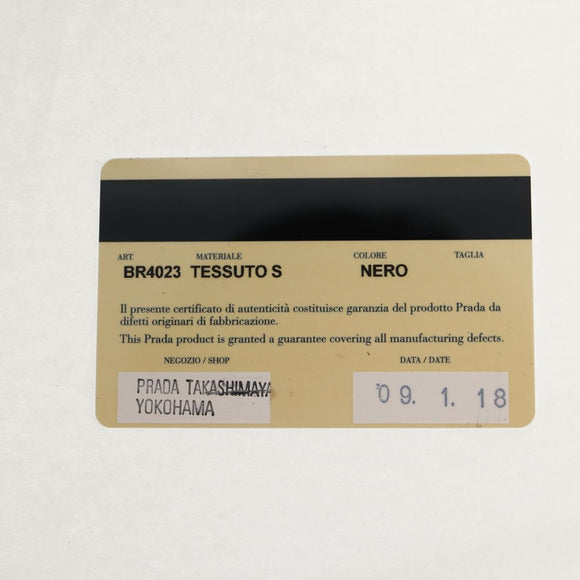 ART. MATERIALE COLORE TAGLIA
BR4023 TESSUTO S NERO
Il presente certificato di autenticità costituisce garanzia del prodotto Prada da
difetti originari di fabbricazione.
This Prada product is granted a guarantee covering all manufacturing defects.
NEGOZIO / SHOP DATA / DATE
PRADA TAKASHIMAYA '09. 1. 18
YOKOHAMA